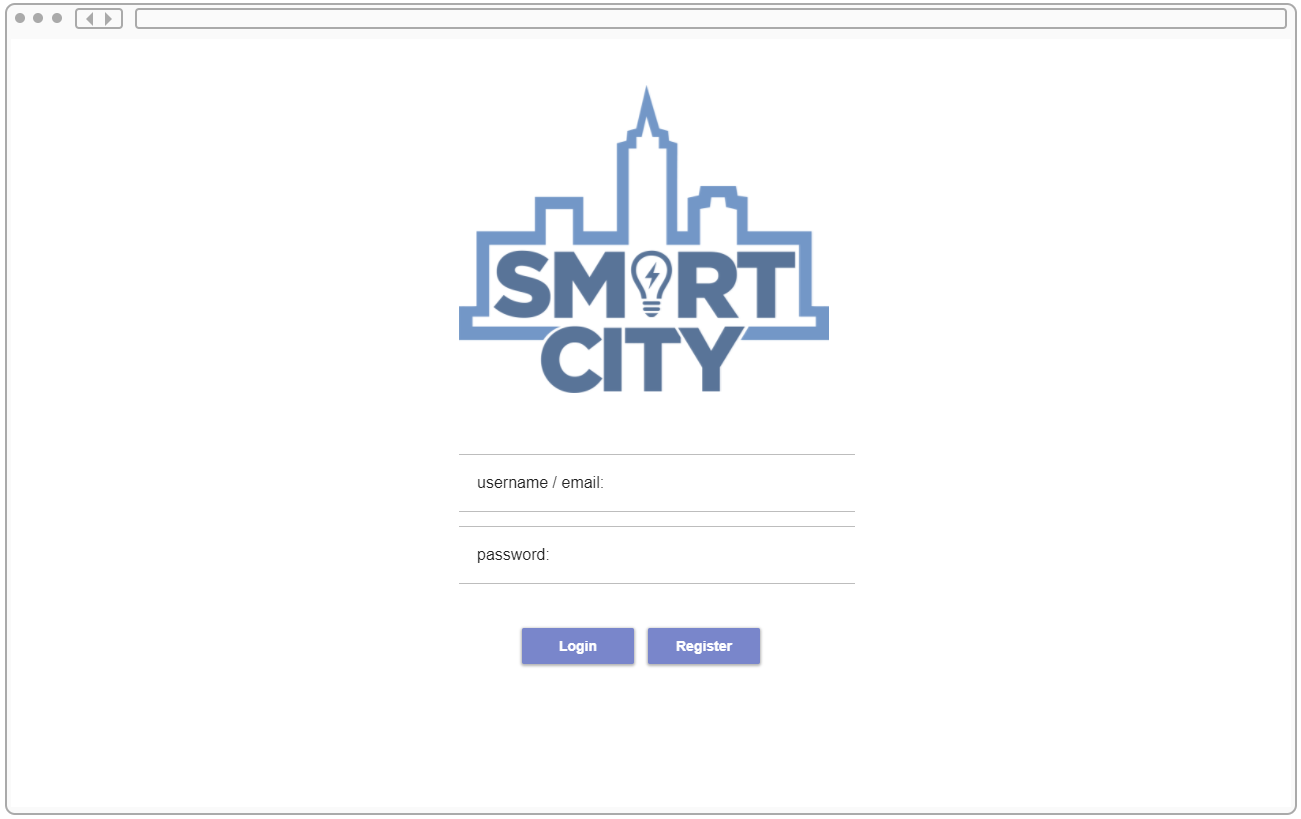 SMART
CITY
username / email:
password:
Login Register